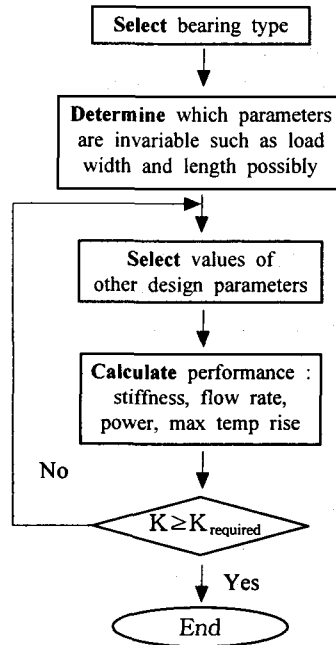 Select bearing type
Determine which parameters
are invariable such as load
width and length possibly
Select values of
other design parameters
Calculate performance :
stiffness, flow rate,
power, max temp rise
No
K≥K_required
Yes
End